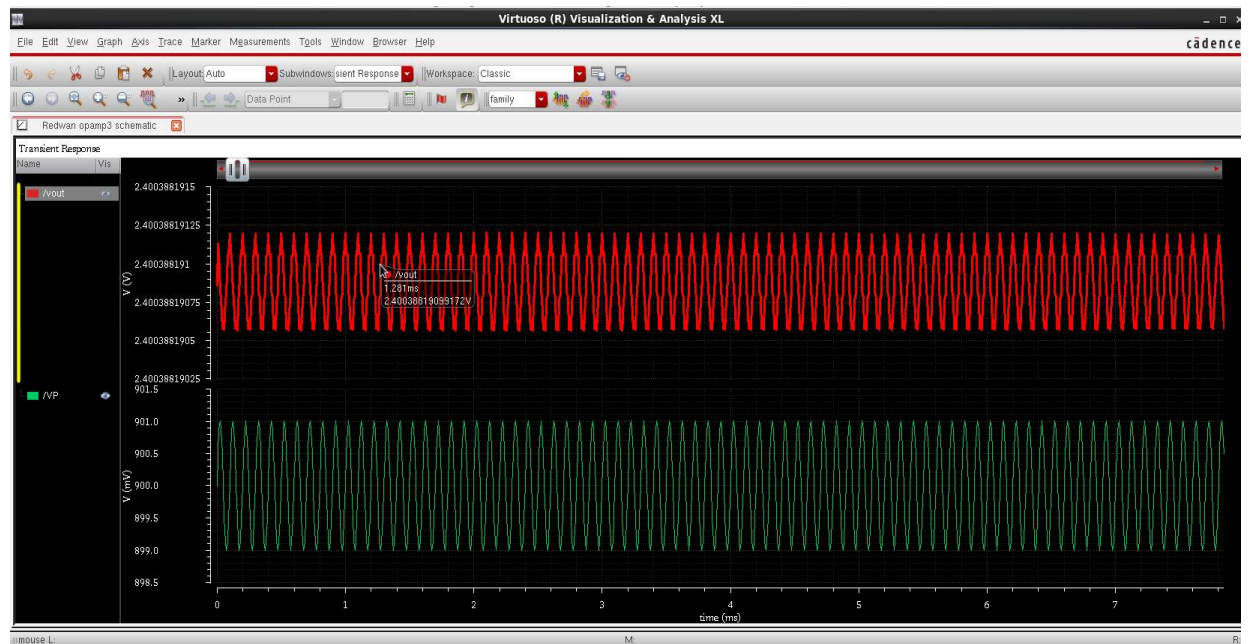 Virtuoso (R) Visualization & Analysis XL
File Edit View Graph Axis Trace Marker Measurements Tools Window Browser Help
cādence
Layout: Auto Subwindows: sient Response Workspace: Classic
» Data Point family
Redwan opamp3 schematic
Transient Response
Name Vis
/vout
2.4003881915
2.40038819125
2.400388191
2.40038819075
2.4003881905
2.40038819025
V (V)
/vout
1.281ms
2.40038819099172V
/VP
901.5
901.0
900.5
900.0
899.5
899.0
898.5
V (mV)
0 1 2 3 4 5 6 7
time (ms)
mouse L: M: R: